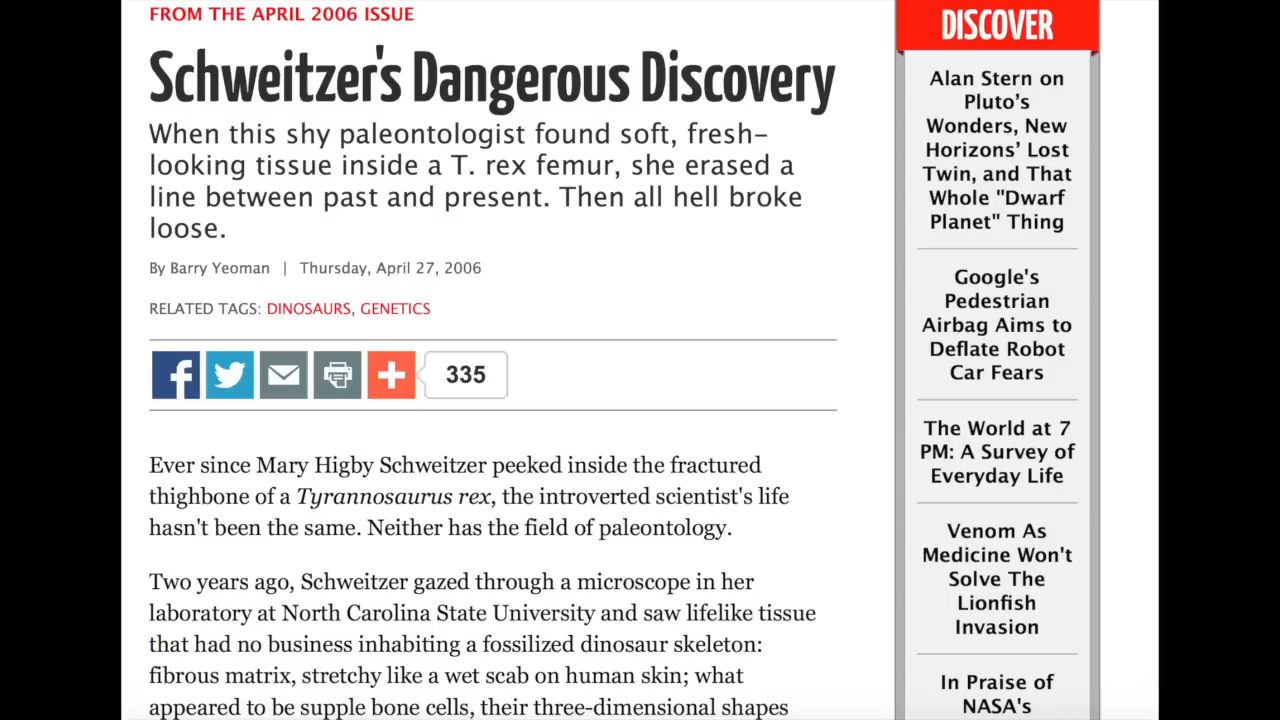 FROM THE APRIL 2006 ISSUE
Schweitzer's Dangerous Discovery
When this shy paleontologist found soft, fresh-
looking tissue inside a T. rex femur, she erased a
line between past and present. Then all hell broke
loose.
By Barry Yeoman | Thursday, April 27, 2006
RELATED TAGS: DINOSAURS, GENETICS
335
Ever since Mary Higby Schweitzer peeked inside the fractured
thighbone of a Tyrannosaurus rex, the introverted scientist's life
hasn't been the same. Neither has the field of paleontology.
Two years ago, Schweitzer gazed through a microscope in her
laboratory at North Carolina State University and saw lifelike tissue
that had no business inhabiting a fossilized dinosaur skeleton:
fibrous matrix, stretchy like a wet scab on human skin; what
appeared to be supple bone cells, their three-dimensional shapes
DISCOVER
Alan Stern on
Pluto's
Wonders, New
Horizons' Lost
Twin, and That
Whole "Dwarf
Planet" Thing
Google's
Pedestrian
Airbag Aims to
Deflate Robot
Car Fears
The World at 7
PM: A Survey of
Everyday Life
Venom As
Medicine Won't
Solve The
Lionfish
Invasion
In Praise of
NASA's